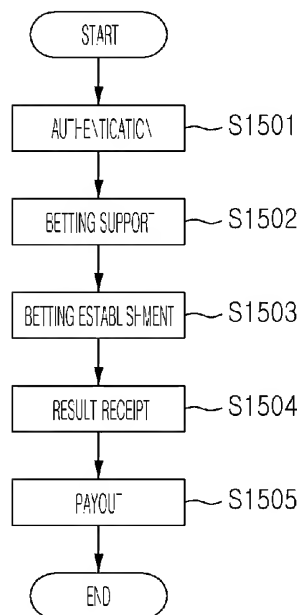 START
AUTHENTICATION S1501
BETTING SUPPORT S1502
BETTING ESTABLISHMENT S1503
RESULT RECEIPT S1504
PAYOUT S1505
END